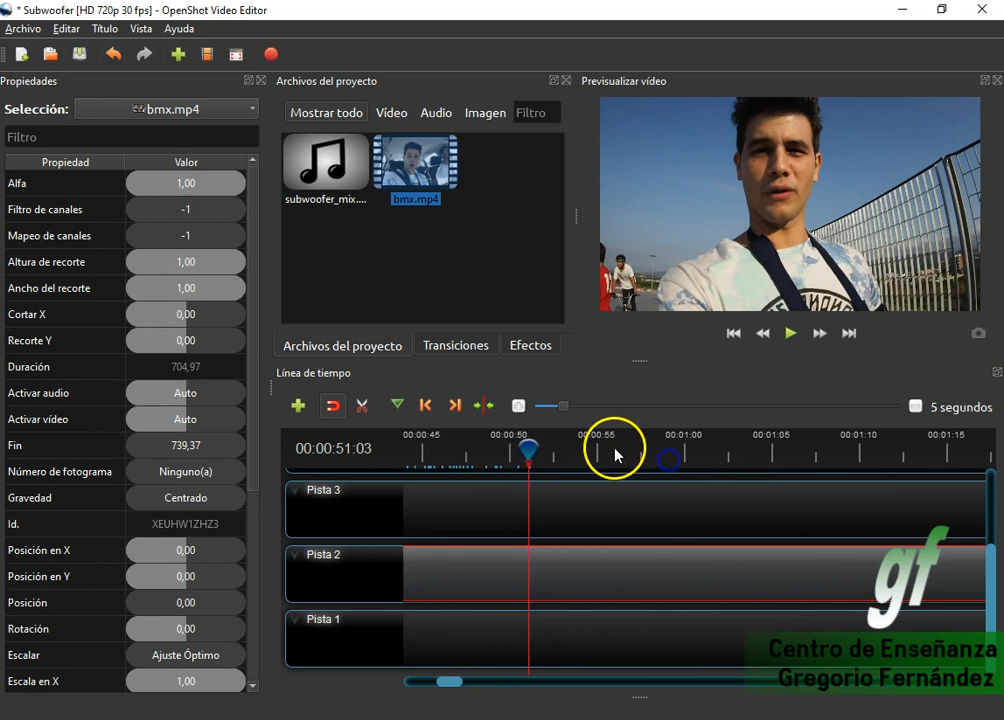 * Subwoofer [HD 720p 30 fps] - OpenShot Video Editor
Archivo Editar Título Vista Ayuda
Propiedades
Selección: bmx.mp4
Filtro
Propiedad Valor
Alfa 1,00
Filtro de canales -1
Mapeo de canales -1
Altura de recorte 1,00
Ancho del recorte 1,00
Cortar X 0,00
Recorte Y 0,00
Duración 704,97
Activar audio Auto
Activar vídeo Auto
Fin 739,37
Número de fotograma Ninguno(a)
Gravedad Centrado
Id. XEUHW1ZHZ3
Posición en X 0,00
Posición en Y 0,00
Posición 0,00
Rotación 0,00
Escalar Ajuste Óptimo
Escala en X 1,00
Archivos del proyecto
Mostrar todo Vídeo Audio Imagen Filtro
subwoofer_mix.... bmx.mp4
Archivos del proyecto Transiciones Efectos
Previsualizar vídeo
Línea de tiempo
5 segundos
00:00:51:03
00:00:45 00:00:50 00:00:55 00:01:00 00:01:05 00:01:10 00:01:15
Pista 3
Pista 2
Pista 1
gf
Centro de Enseñanza
Gregorio Fernández